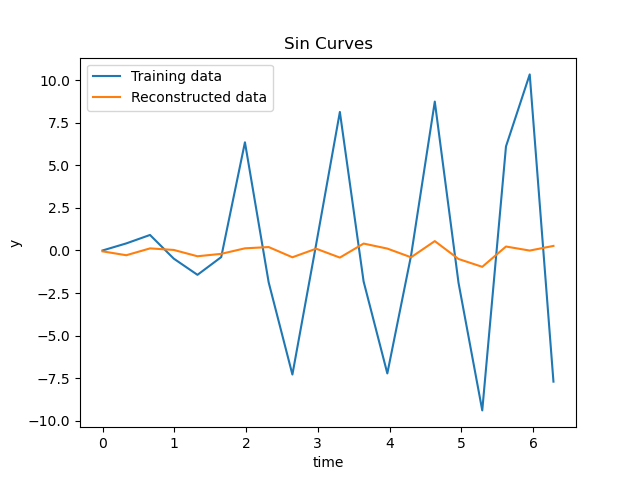 Sin Curves
Training data
Reconstructed data
10.0
7.5
5.0
2.5
0.0
−2.5
−5.0
−7.5
−10.0
y
0 1 2 3 4 5 6
time